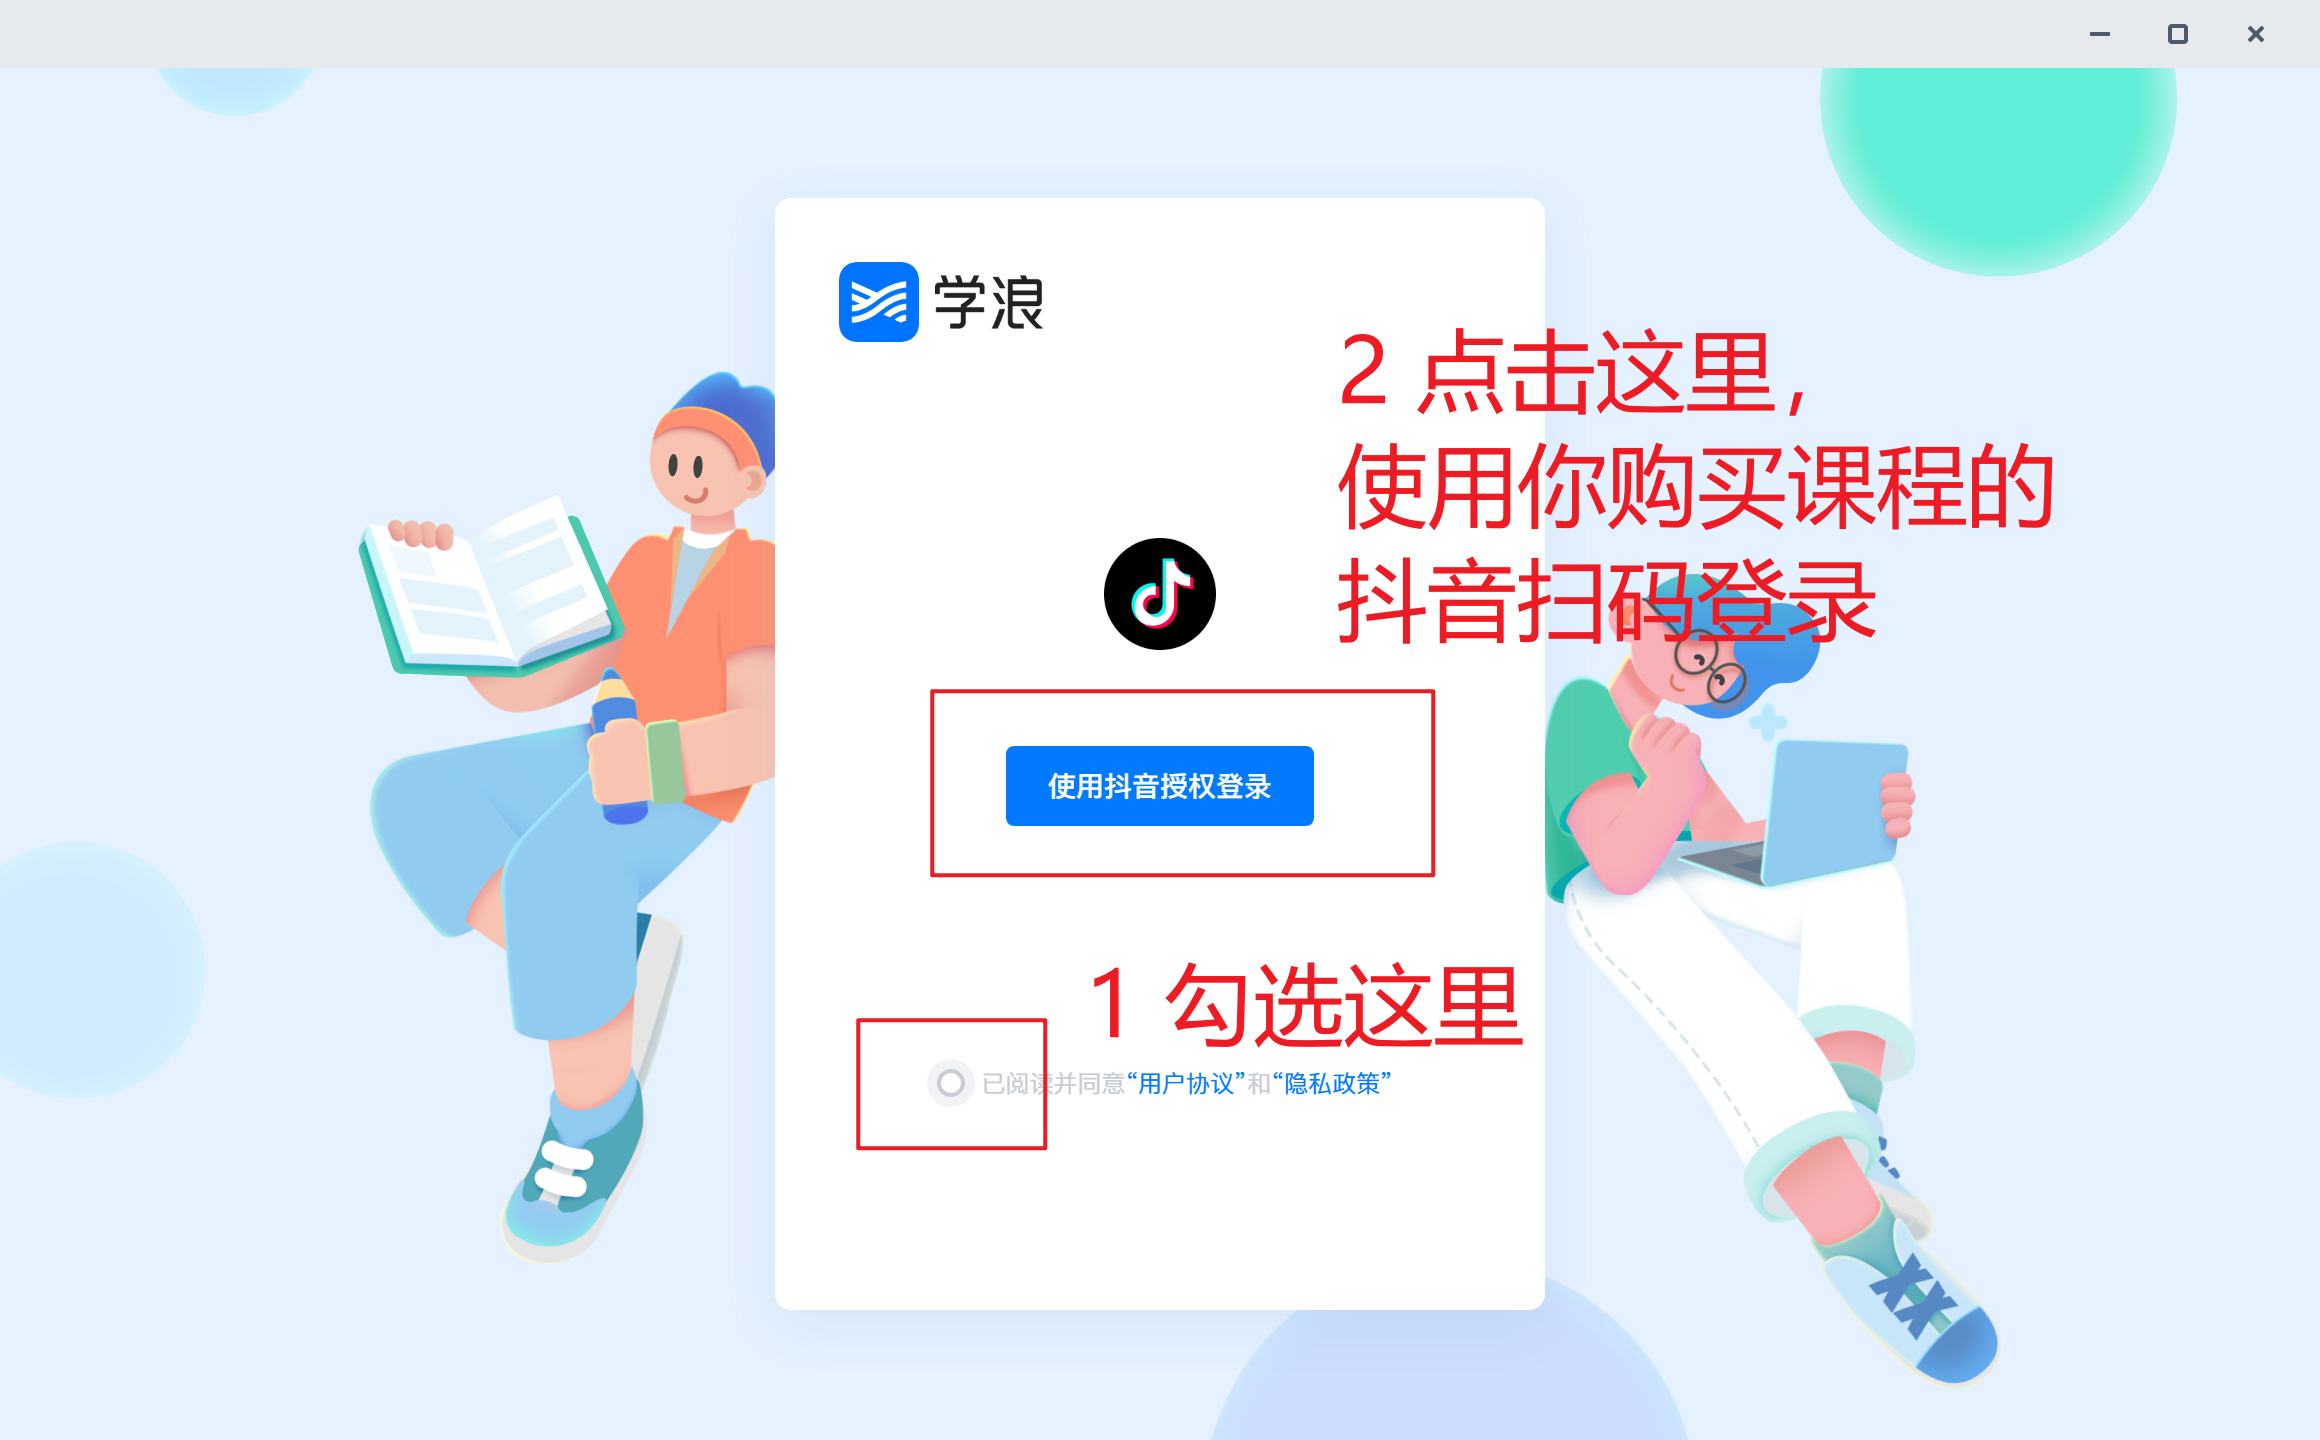 学浪
2 点击这里，
使用你购买课程的
抖音扫码登录
使用抖音授权登录
1 勾选这里
已阅读并同意“用户协议”和“隐私政策”